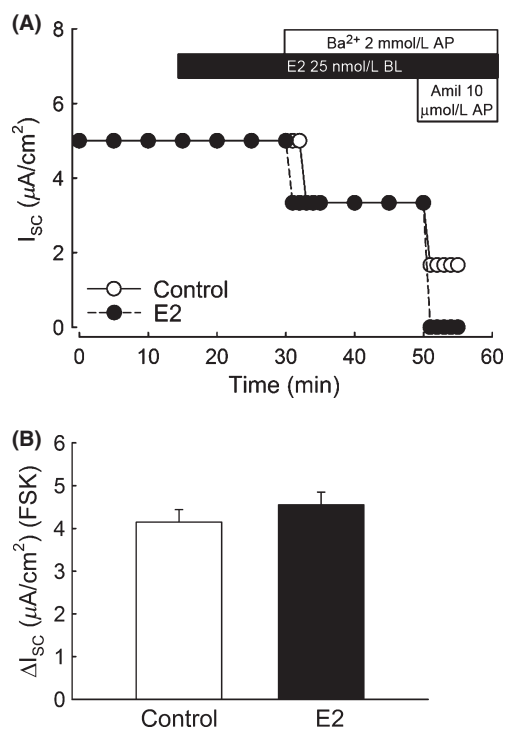 (A)
8
6
4
2
0
I_SC (μA/cm²)
Ba²⁺ 2 mmol/L AP
E2 25 nmol/L BL
Amil 10
μmol/L AP
Control
E2
0 10 20 30 40 50 60
Time (min)
(B)
6
5
4
3
2
1
0
ΔI_SC (μA/cm²) (FSK)
Control E2